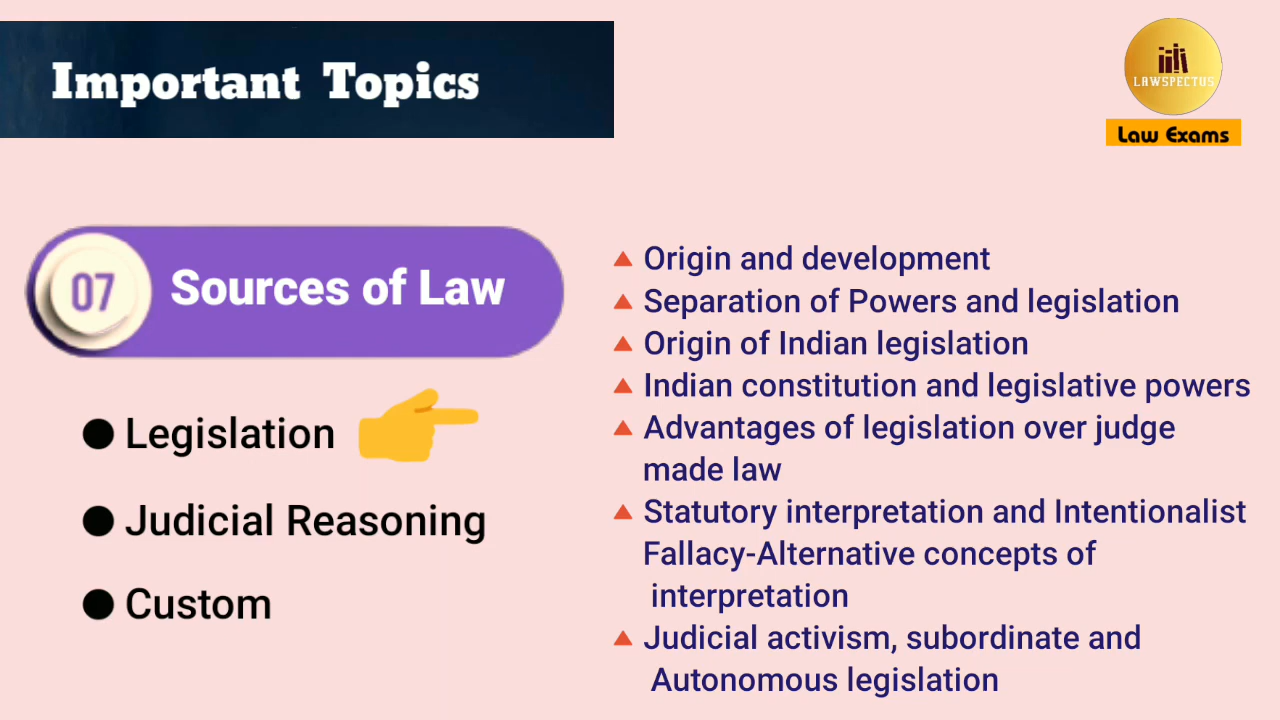 Important Topics
LAWSPECTUS
Law Exams
07
Sources of Law
● Legislation
● Judicial Reasoning
● Custom
Origin and development
Separation of Powers and legislation
Origin of Indian legislation
Indian constitution and legislative powers
Advantages of legislation over judge
made law
Statutory interpretation and Intentionalist
Fallacy-Alternative concepts of
interpretation
Judicial activism, subordinate and
Autonomous legislation